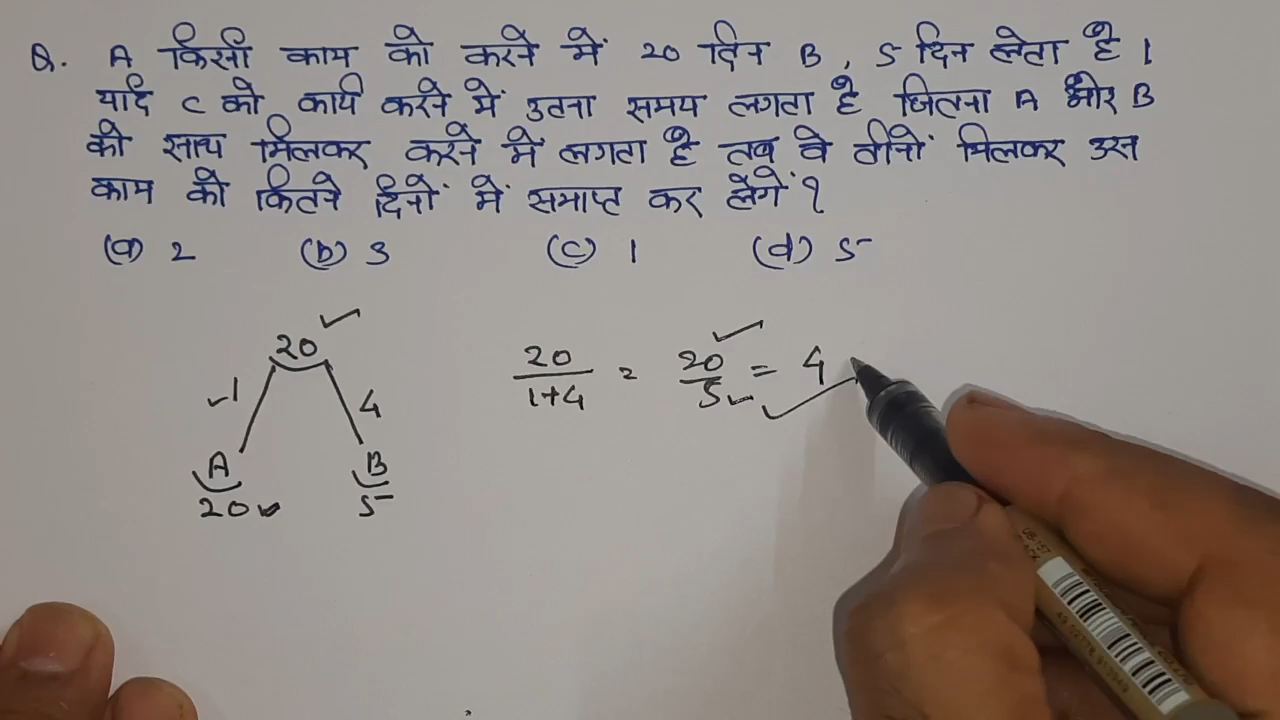 Q. A किसी काम को करने में 20 दिन B, 5 दिन लेता है।
यदि C को कार्य करने में उतना समय लगता है जितना A और B
को साथ मिलकर करने में लगता है तब वे तीनों मिलकर उस
काम को कितने दिनों में समाप्त कर लेंगें ?
(a) 2 (b) 3 (c) 1 (d) 5
20
1 4
A B
20 5
20/1+4 = 20/5 = 4